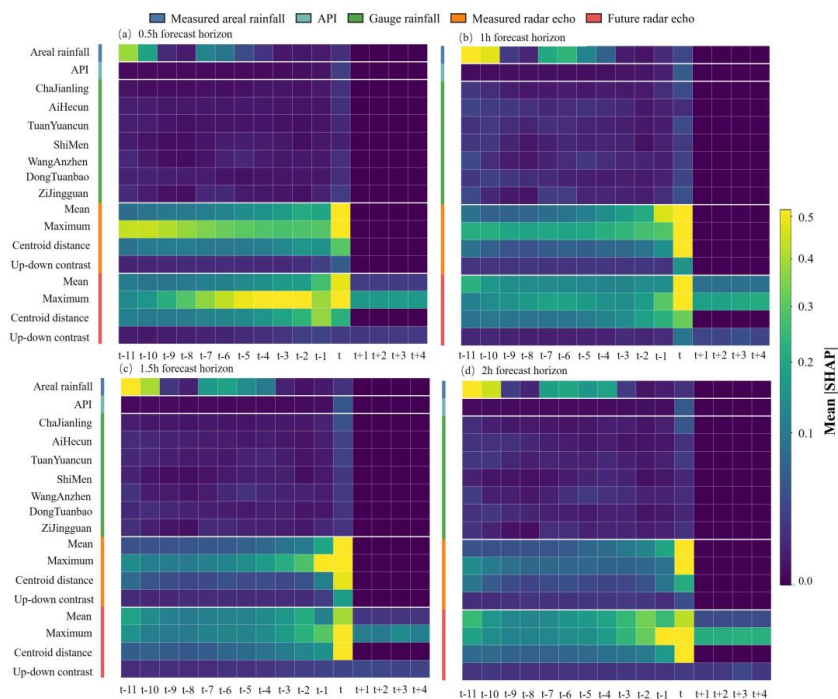 Measured areal rainfall API Gauge rainfall Measured radar echo Future radar echo
(a) 0.5h forecast horizon
(b) 1h forecast horizon
Areal rainfall
API
ChaJianling
AiHecun
TuanYuancun
ShiMen
WangAnzhen
DongTuanbao
ZiJingguan
Mean
Maximum
Centroid distance
Up-down contrast
Mean
Maximum
Centroid distance
Up-down contrast
t-11 t-10 t-9 t-8 t-7 t-6 t-5 t-4 t-3 t-2 t-1 t t+1 t+2 t+3 t+4
t-11 t-10 t-9 t-8 t-7 t-6 t-5 t-4 t-3 t-2 t-1 t t+1 t+2 t+3 t+4
(c) 1.5h forecast horizon
(d) 2h forecast horizon
Areal rainfall
API
ChaJianling
AiHecun
TuanYuancun
ShiMen
WangAnzhen
DongTuanbao
ZiJingguan
Mean
Maximum
Centroid distance
Up-down contrast
Mean
Maximum
Centroid distance
Up-down contrast
t-11 t-10 t-9 t-8 t-7 t-6 t-5 t-4 t-3 t-2 t-1 t t+1 t+2 t+3 t+4
t-11 t-10 t-9 t-8 t-7 t-6 t-5 t-4 t-3 t-2 t-1 t t+1 t+2 t+3 t+4
0.5
0.4
0.3
0.2
0.1
0.0
Mean |SHAP|